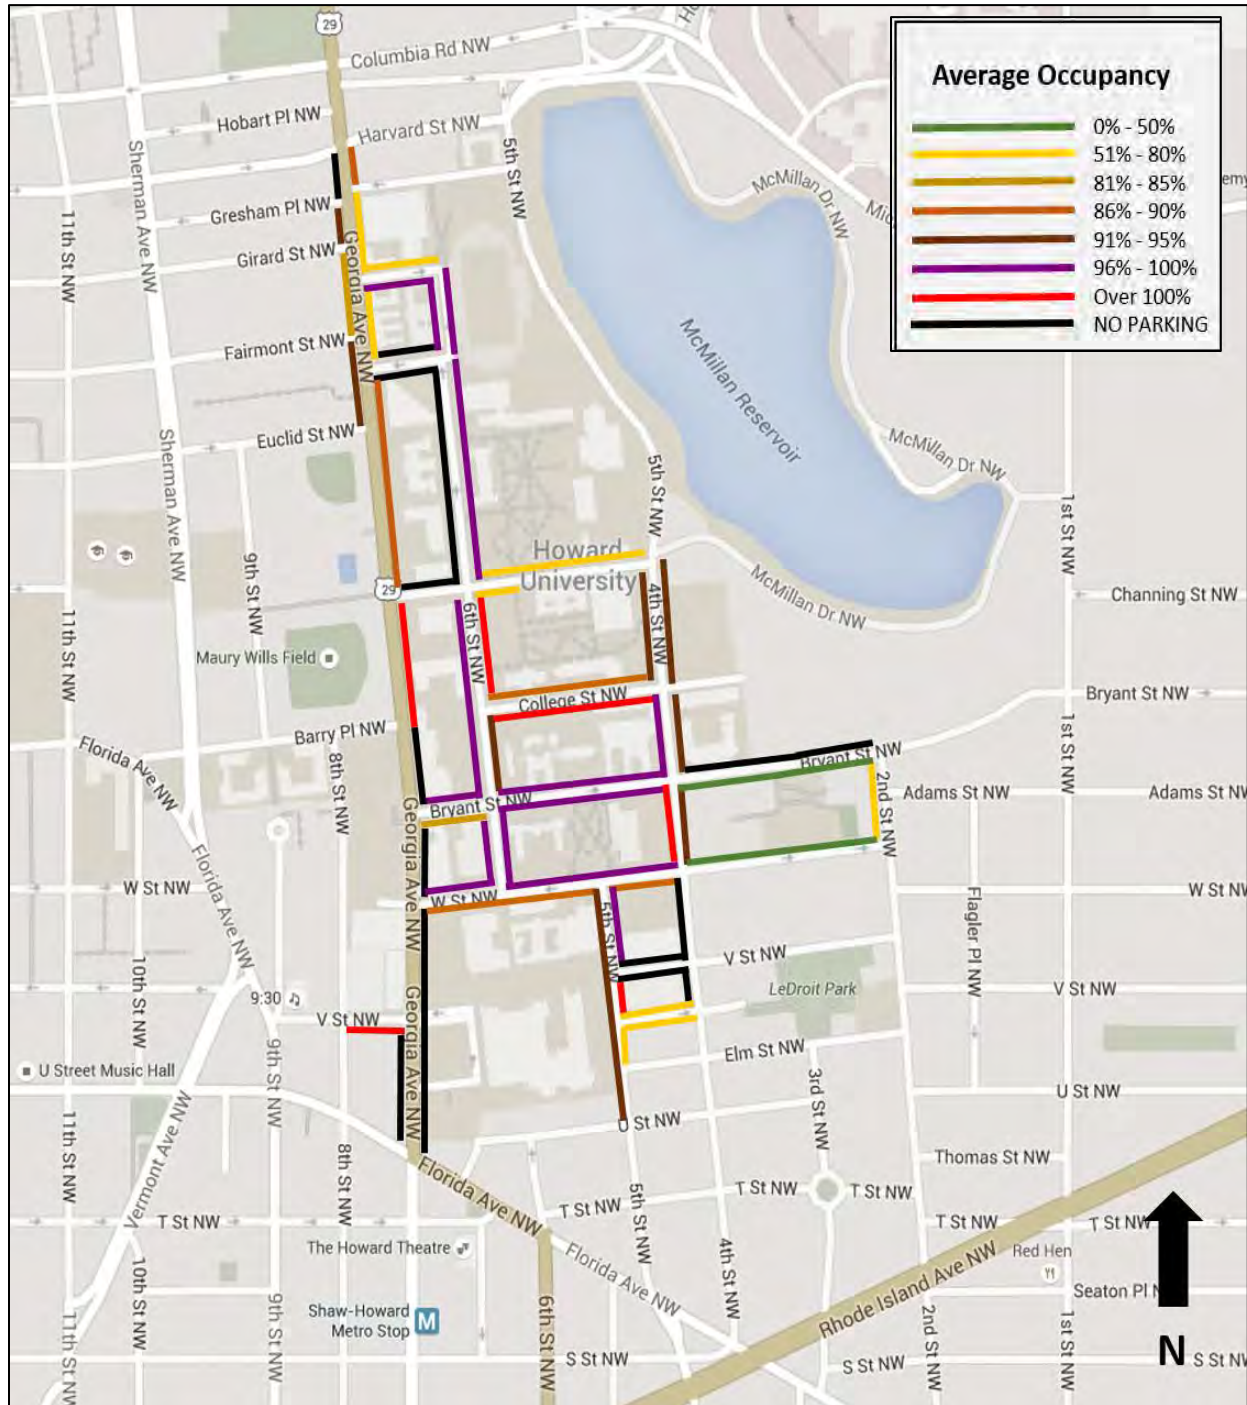 29
Columbia Rd NW
Hobart Pl NW
Harvard St NW
5th St NW
Sherman Ave NW
11th St NW
Gresham Pl NW
Girard St NW
Georgia Ave NW
Fairmont St NW
Euclid St NW
Sherman Ave NW
McMillan Dr NW
McMillan Reservoir
McMillan Dr NW
Average Occupancy
0% - 50%
51% - 80%
81% - 85%
86% - 90%
91% - 95%
96% - 100%
Over 100%
NO PARKING
5th St NW
1st St NW
9th St NW
Howard
University
29
4th St NW
McMillan Dr NW
Channing St NW
11th St NW
6th St NW
Maury Wills Field
College St NW
Bryant St NW
Barry Pl NW
Florida Ave NW
8th St NW
1st St NW
Bryant St NW
2nd St NW
Adams St NW
Adams St NW
Georgia Ave NW
Bryant St NW
Florida Ave NW
W St NW
W St NW
W St NW
Flagler Pl NW
5th St NW
V St NW
10th St NW
9:30
V St NW
LeDroit Park
V St NW
Georgia Ave NW
9th St NW
Elm St NW
3rd St NW
U Street Music Hall
U St NW
U St NW
11th St NW
Vermont Ave NW
8th St NW
Florida Ave NW
Thomas St NW
T St NW
T St NW
T St NW
T St NW
T St NW
T St NW
5th St NW
4th St NW
The Howard Theatre
Florida Ave NW
Rhode Island Ave NW
Red Hen
10th St NW
9th St NW
6th St NW
Seaton Pl
Shaw-Howard
Metro Stop
M
11th St NW
2nd St NW
1st St NW
S St NW
S St NW
S St NW
N